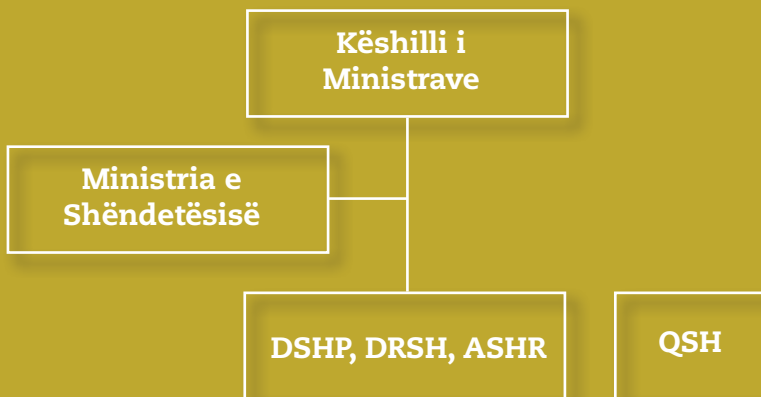 Këshilli i
Ministrave
Ministria e
Shëndetësisë
DSHP, DRSH, ASHR
QSH